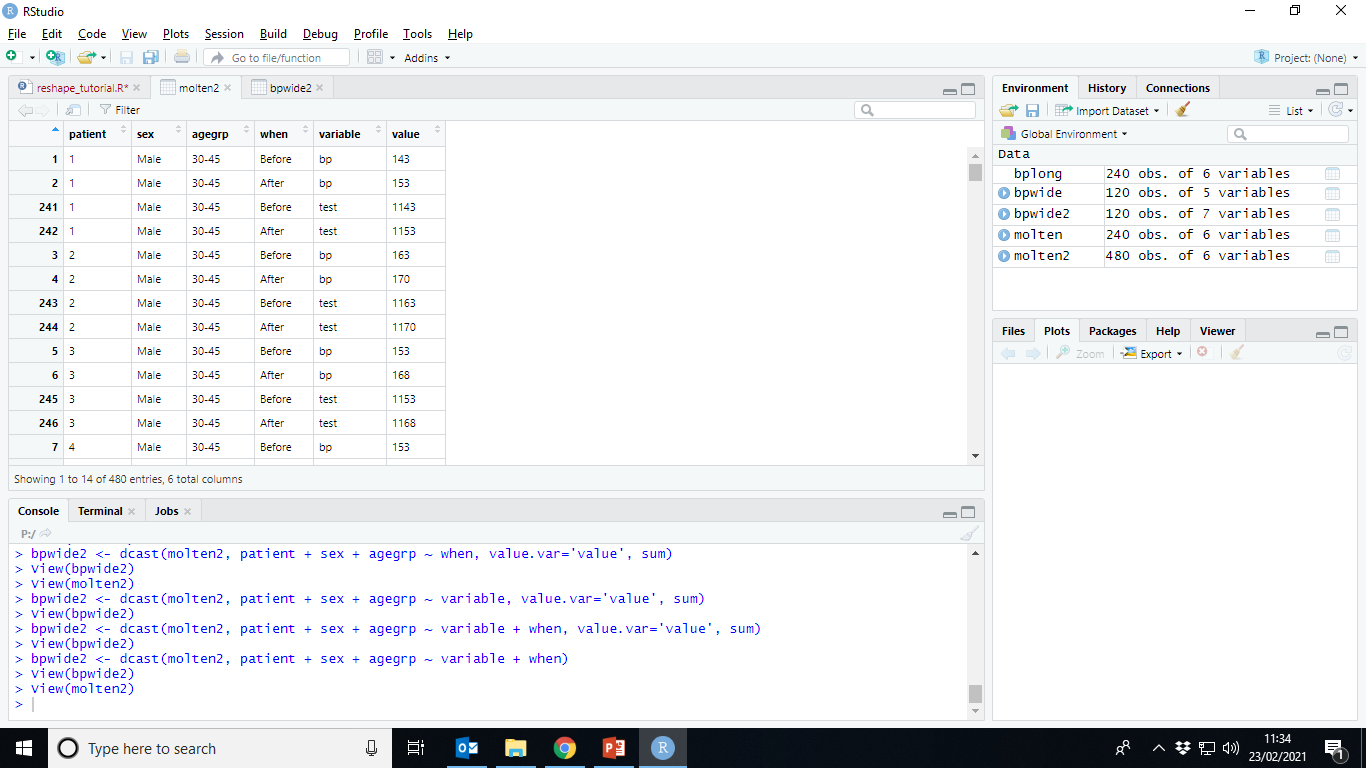 RStudio
File Edit Code View Plots Session Build Debug Profile Tools Help
Go to file/function Addins Project: (None)
reshape_tutorial.R* molten2 bpwide2
Filter
patient sex agegrp when variable value
1 1 Male 30-45 Before bp 143
2 1 Male 30-45 After bp 153
241 1 Male 30-45 Before test 1143
242 1 Male 30-45 After test 1153
3 2 Male 30-45 Before bp 163
4 2 Male 30-45 After bp 170
243 2 Male 30-45 Before test 1163
244 2 Male 30-45 After test 1170
5 3 Male 30-45 Before bp 153
6 3 Male 30-45 After bp 168
245 3 Male 30-45 Before test 1153
246 3 Male 30-45 After test 1168
7 4 Male 30-45 Before bp 153
Showing 1 to 14 of 480 entries, 6 total columns
Console Terminal Jobs
P:/
> bpwide2 <- dcast(molten2, patient + sex + agegrp ~ when, value.var='value', sum)
> View(bpwide2)
> View(molten2)
> bpwide2 <- dcast(molten2, patient + sex + agegrp ~ variable, value.var='value', sum)
> View(bpwide2)
> bpwide2 <- dcast(molten2, patient + sex + agegrp ~ variable + when, value.var='value', sum)
> View(bpwide2)
> bpwide2 <- dcast(molten2, patient + sex + agegrp ~ variable + when)
> View(bpwide2)
> View(molten2)
>
Environment History Connections
Import Dataset List
Global Environment
Data
bplong 240 obs. of 6 variables
bpwide 120 obs. of 5 variables
bpwide2 120 obs. of 7 variables
molten 240 obs. of 6 variables
molten2 480 obs. of 6 variables
Files Plots Packages Help Viewer
Zoom Export
Type here to search
11:34
23/02/2021
1